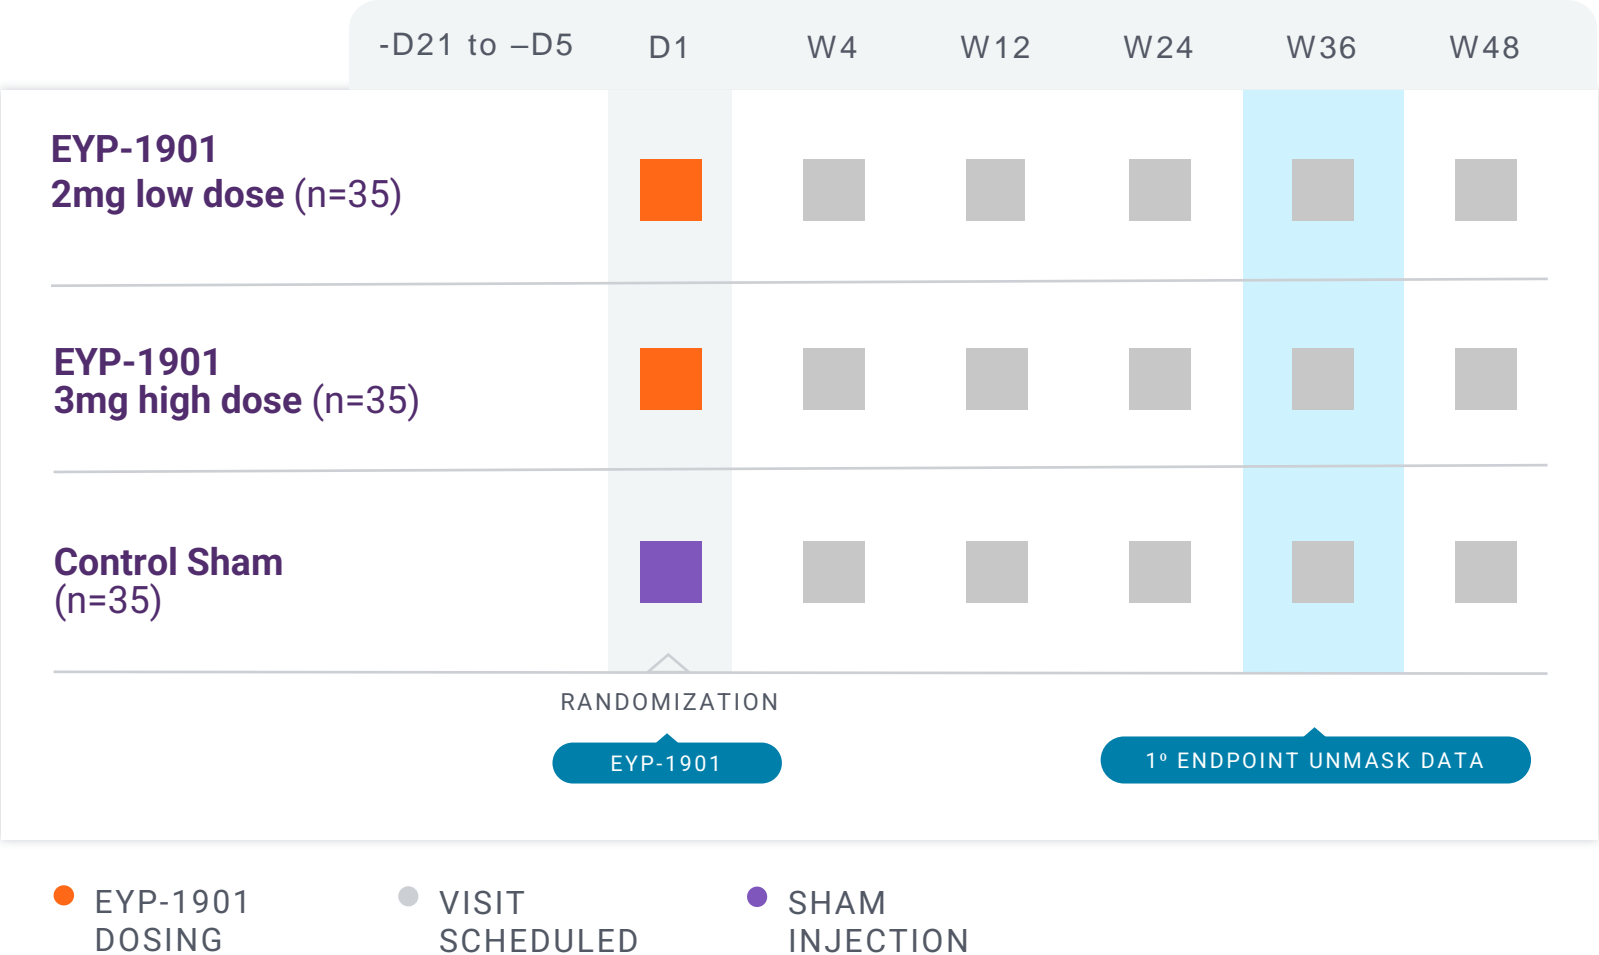 -D21 to –D5 D1 W4 W12 W24 W36 W48
EYP-1901
2mg low dose (n=35)
EYP-1901
3mg high dose (n=35)
Control Sham
(n=35)
RANDOMIZATION
EYP-1901
1⁰ ENDPOINT UNMASK DATA
EYP-1901
DOSING
VISIT
SCHEDULED
SHAM
INJECTION